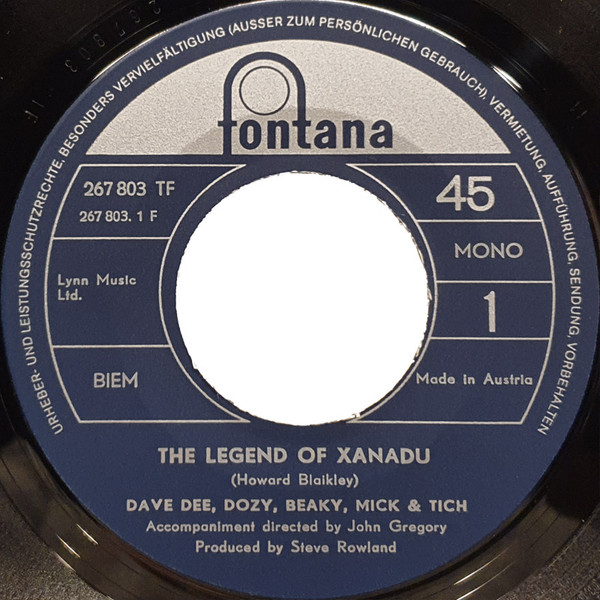 URHEBER- UND LEISTUNGSSCHUTZRECHTE, BESONDERS VERVIELFÄLTIGUNG (AUSSER ZUM PERSÖNLICHEN GEBRAUCH), VERMIETUNG, AUFFÜHRUNG, SENDUNG, VORBEHALTEN
fontana
267 803 TF
267 803. 1 F
45
MONO
Lynn Music
Ltd.
1
BIEM
Made in Austria
THE LEGEND OF XANADU
(Howard Blaikley)
DAVE DEE, DOZY, BEAKY, MICK & TICH
Accompaniment directed by John Gregory
Produced by Steve Rowland